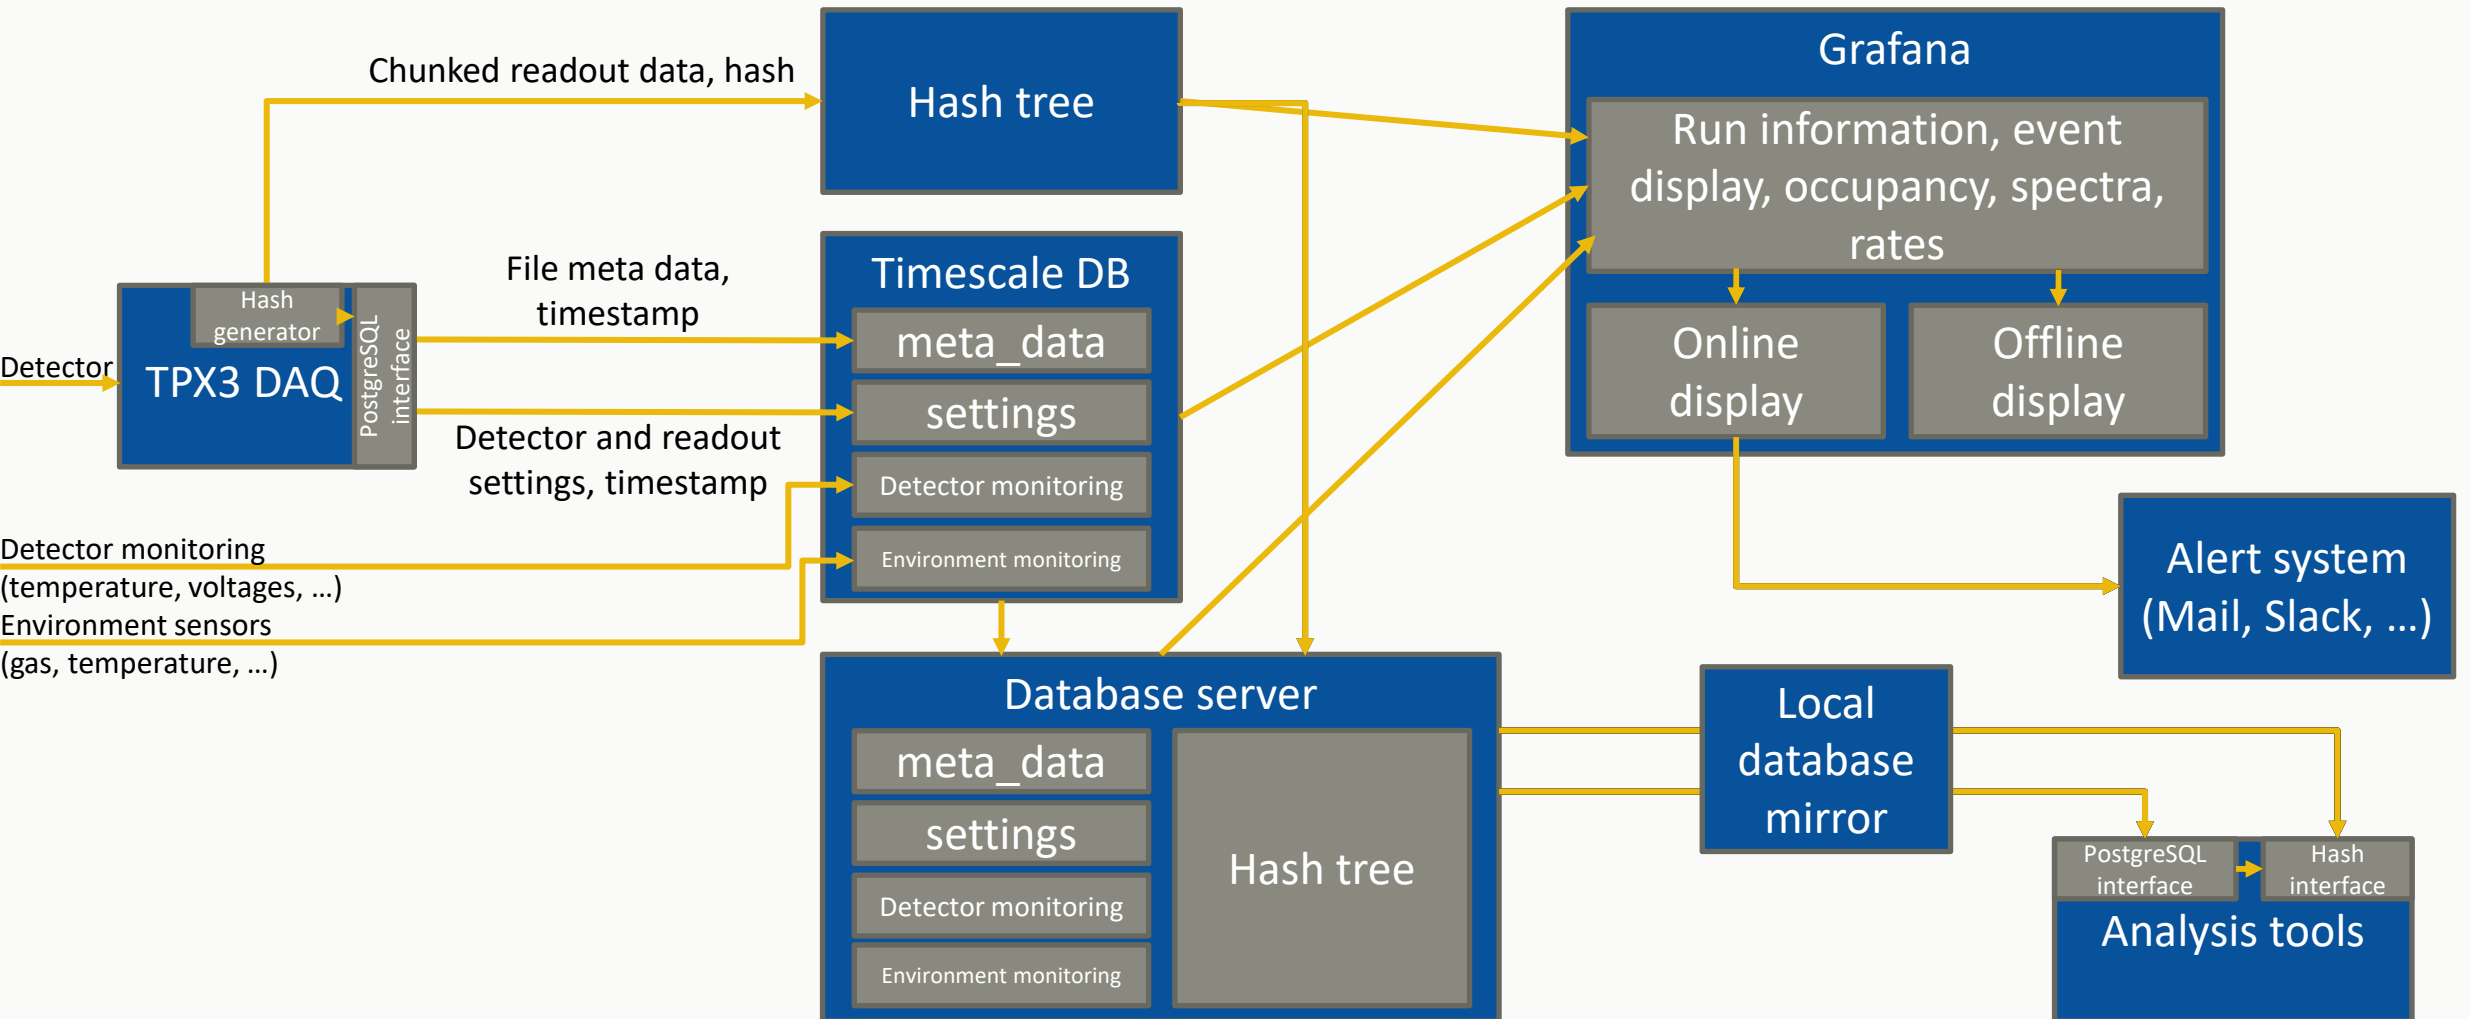 Chunked readout data, hash
Hash tree
Grafana
Run information, event
display, occupancy, spectra,
rates
Online
display
Offline
display
File meta data,
timestamp
Timescale DB
meta_data
settings
Detector monitoring
Environment monitoring
Hash
generator
PostgreSQL
interface
Detector
TPX3 DAQ
Detector and readout
settings, timestamp
Detector monitoring
(temperature, voltages, ...)
Environment sensors
(gas, temperature, ...)
Alert system
(Mail, Slack, ...)
Database server
meta_data
settings
Detector monitoring
Environment monitoring
Hash tree
Local
database
mirror
PostgreSQL
interface
Hash
interface
Analysis tools